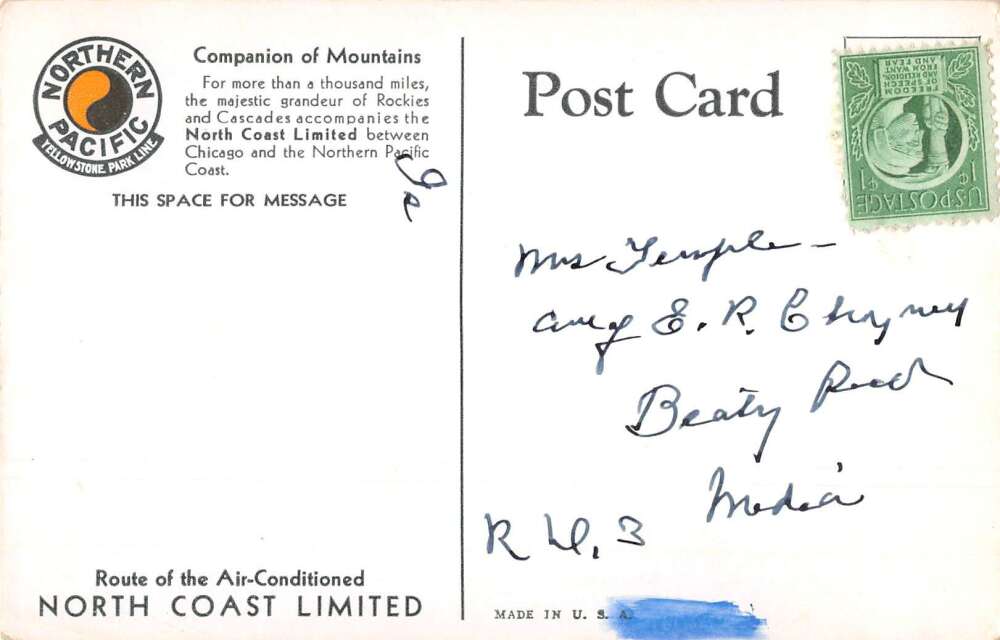 NORTHERN
PACIFIC
YELLOWSTONE PARK LINE
Companion of Mountains
For more than a thousand miles,
the majestic grandeur of Rockies
and Cascades accompanies the
North Coast Limited between
Chicago and the Northern Pacific
Coast.
THIS SPACE FOR MESSAGE
Route of the Air-Conditioned
NORTH COAST LIMITED
Post Card
FREEDOM
OF SPEECH
AND RELIGION,
FROM WANT
AND FEAR
1¢ 1¢
U.S. POSTAGE
Mrs Temple
E. R. Cheyney
Beaty Road
Media
R D, 3
MADE IN U. S. A.